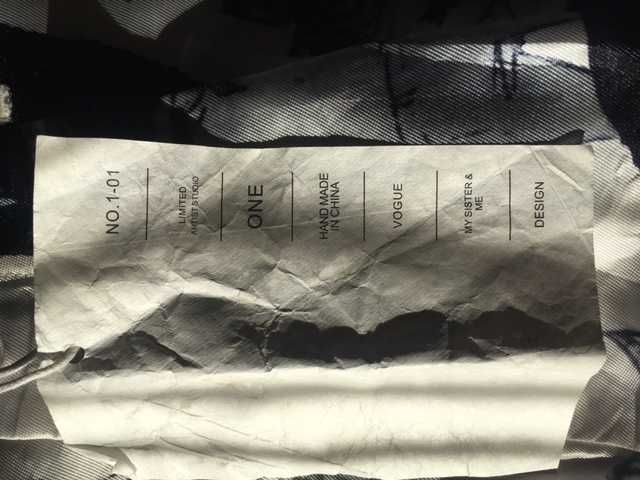 NO.1-01
LIMITED
ARTIST STUDIO
ONE
HAND MADE
IN CHINA
VOGUE
MY SISTER &
ME
DESIGN